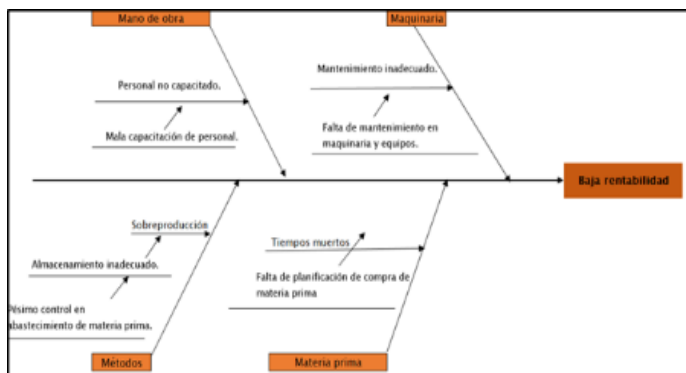 Mano de obra
Maquinaria
Personal no capacitado.
Mantenimiento inadecuado.
Mala capacitación de personal.
Falta de mantenimiento en
maquinaria y equipos.
Baja rentabilidad
Sobreproducción
Tiempos muertos
Almacenamiento inadecuado.
Falta de planificación de compra de
materia prima
Pésimo control en
abastecimiento de materia prima.
Métodos
Materia prima